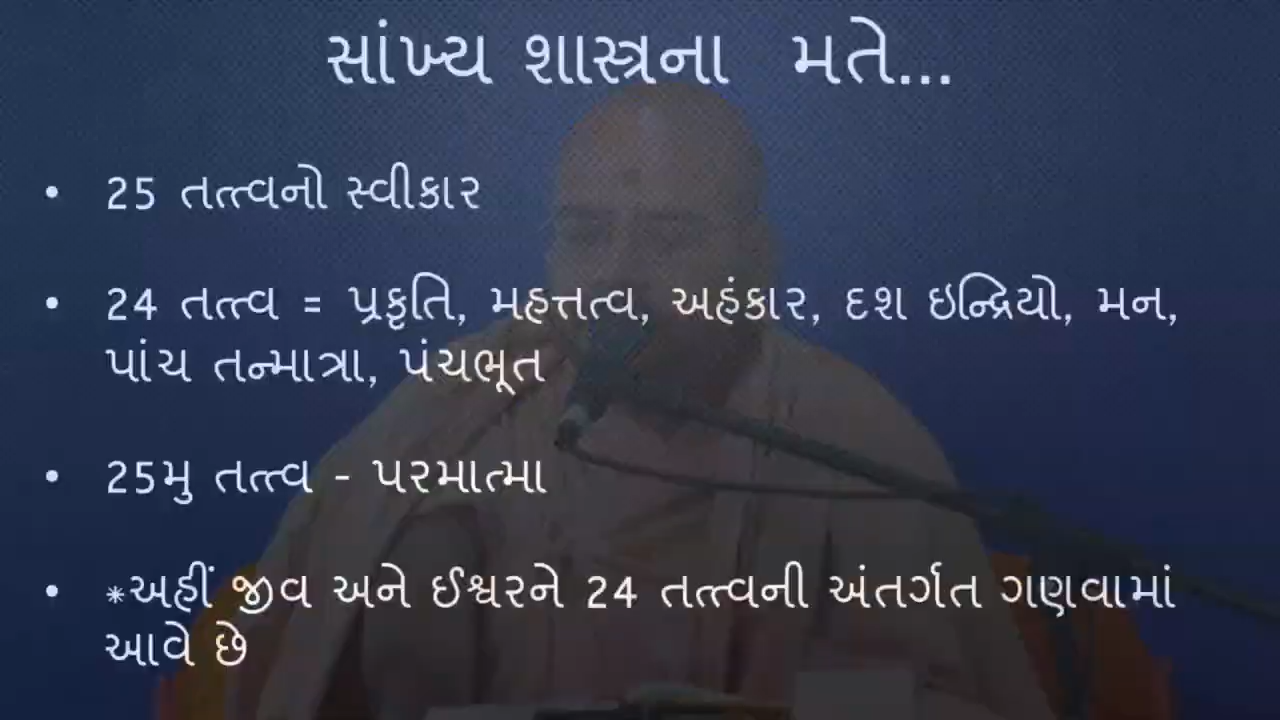 સાંખ્ય શાસ્ત્રના મતે...
• 25 તત્ત્વનો સ્વીકાર
• 24 તત્ત્વ = પ્રકૃતિ, મહત્તત્વ, અહંકાર, દશ ઇન્દ્રિયો, મન,
પાંચ તન્માત્રા, પંચભૂત
• 25મુ તત્ત્વ - પરમાત્મા
• *અહીં જીવ અને ઈશ્વરને 24 તત્ત્વની અંતર્ગત ગણવામાં
આવે છે